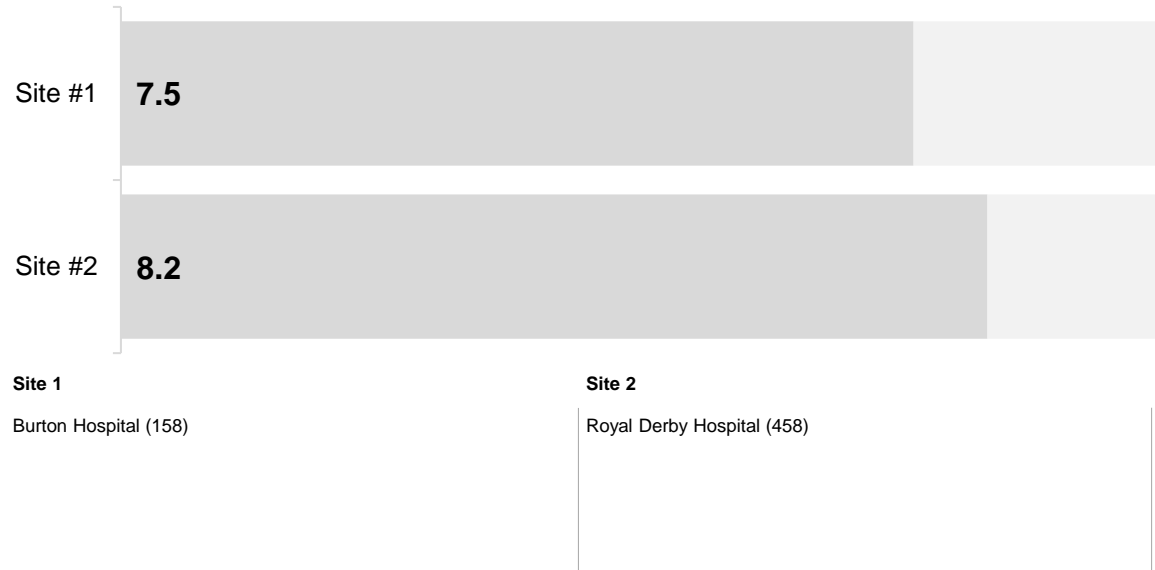 Site #1
7.5
Site #2
8.2
Site 1
Site 2
Burton Hospital (158)
Royal Derby Hospital (458)